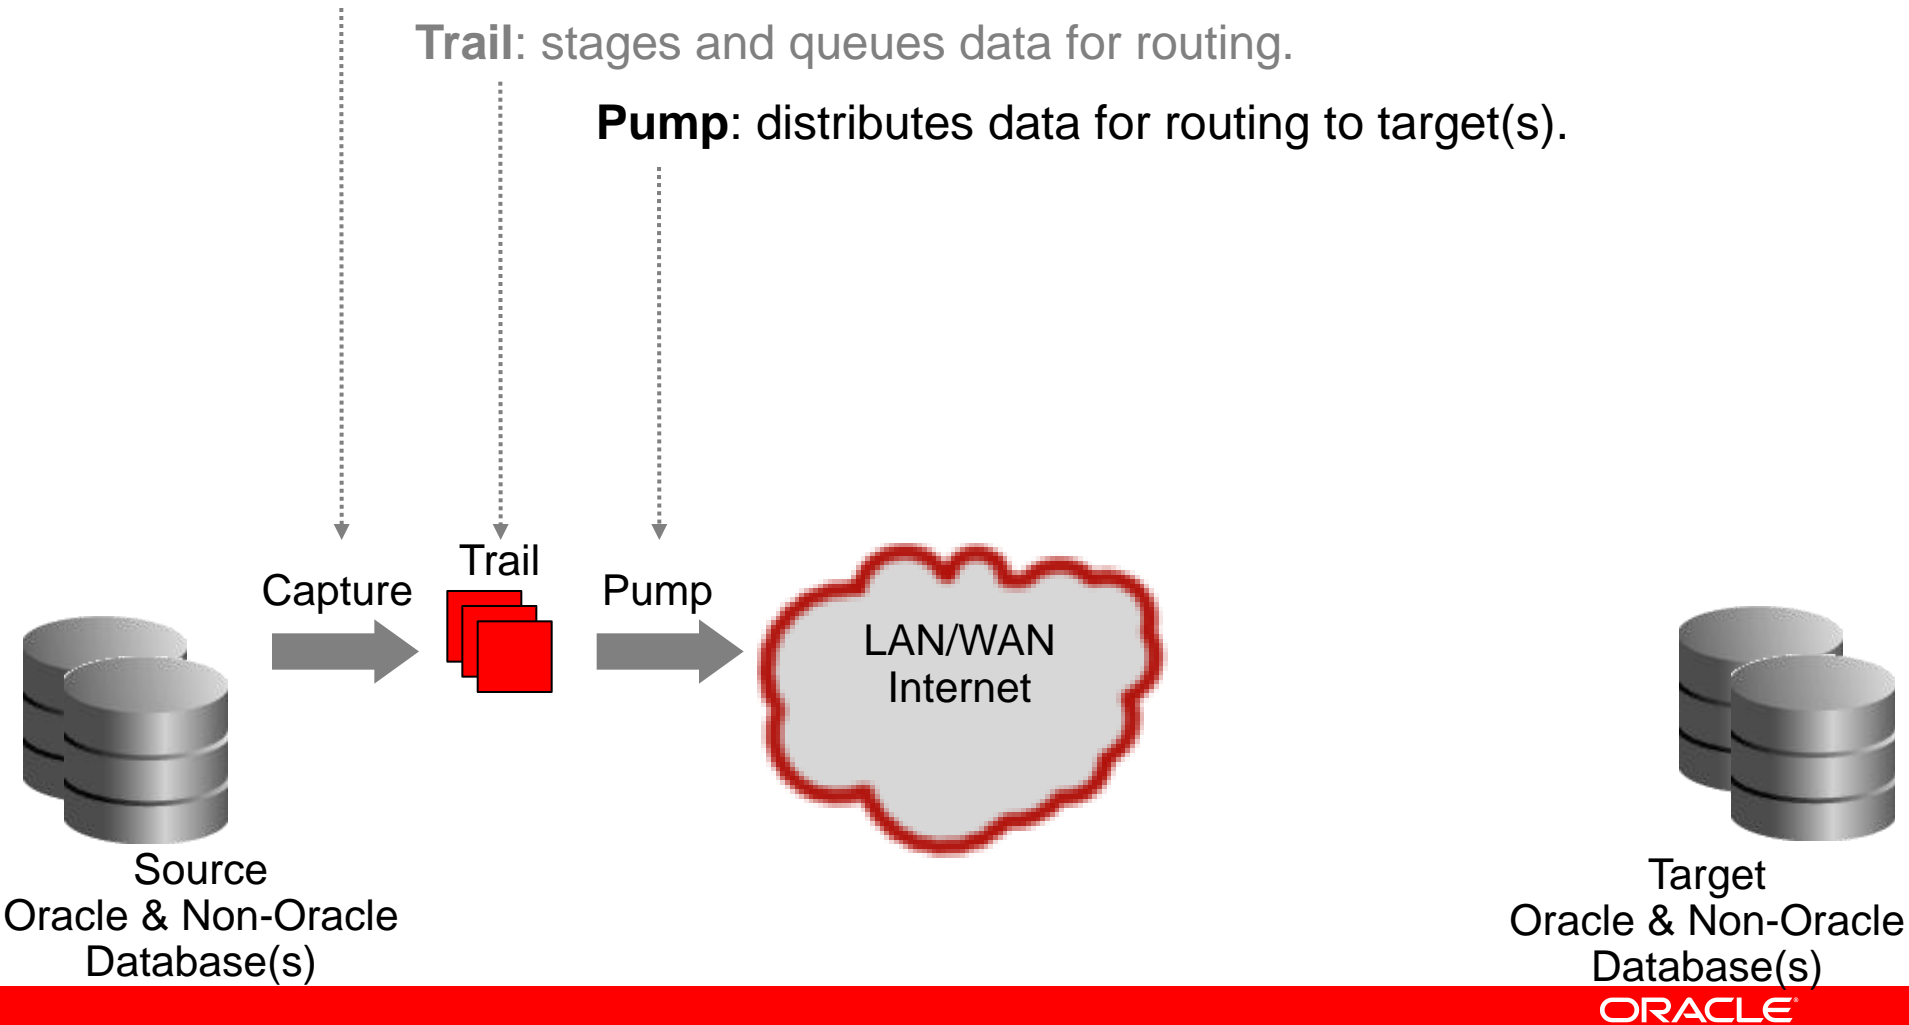 Trail: stages and queues data for routing.
Pump: distributes data for routing to target(s).
Trail
Capture
Pump
LAN/WAN
Internet
Source
Oracle & Non-Oracle
Database(s)
Target
Oracle & Non-Oracle
Database(s)
ORACLE